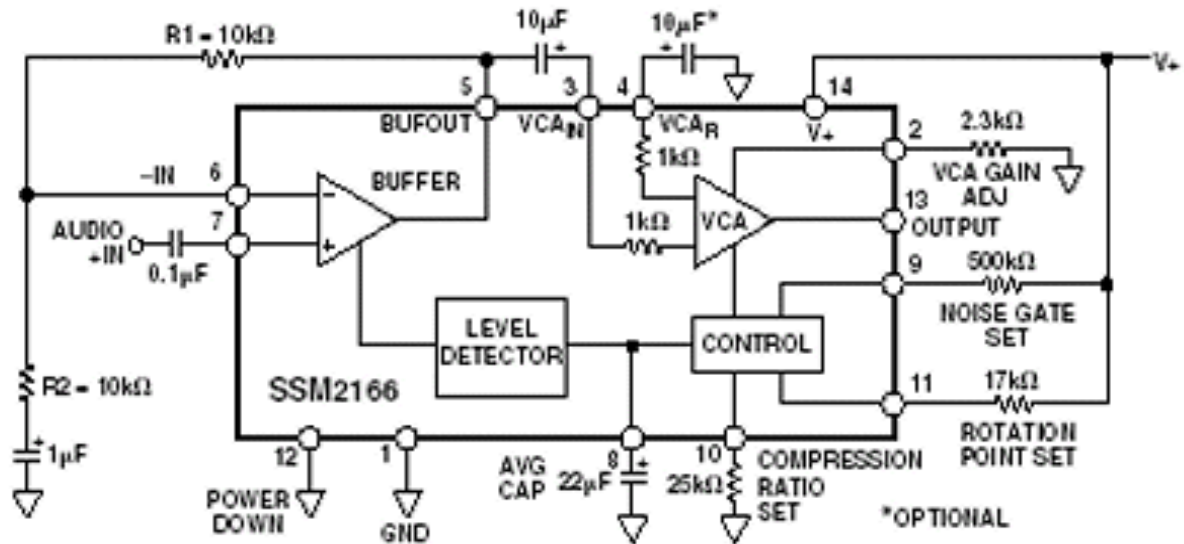 R1 = 10kΩ
10μF
+
10μF*
+
V+
5
3
4
14
BUFOUT
VCAIN
VCAR
V+
2
2.3kΩ
VCA GAIN
ADJ
1kΩ
-IN
6
BUFFER
-
7
+
AUDIO
+IN
0.1μF
1kΩ
VCA
13
OUTPUT
9
500kΩ
NOISE GATE
SET
LEVEL
DETECTOR
CONTROL
R2 = 10kΩ
SSM2166
11
17kΩ
ROTATION
POINT SET
+
1μF
12
1
8
10
POWER
DOWN
GND
AVG
CAP
+
22μF
25kΩ
COMPRESSION
RATIO
SET
*OPTIONAL